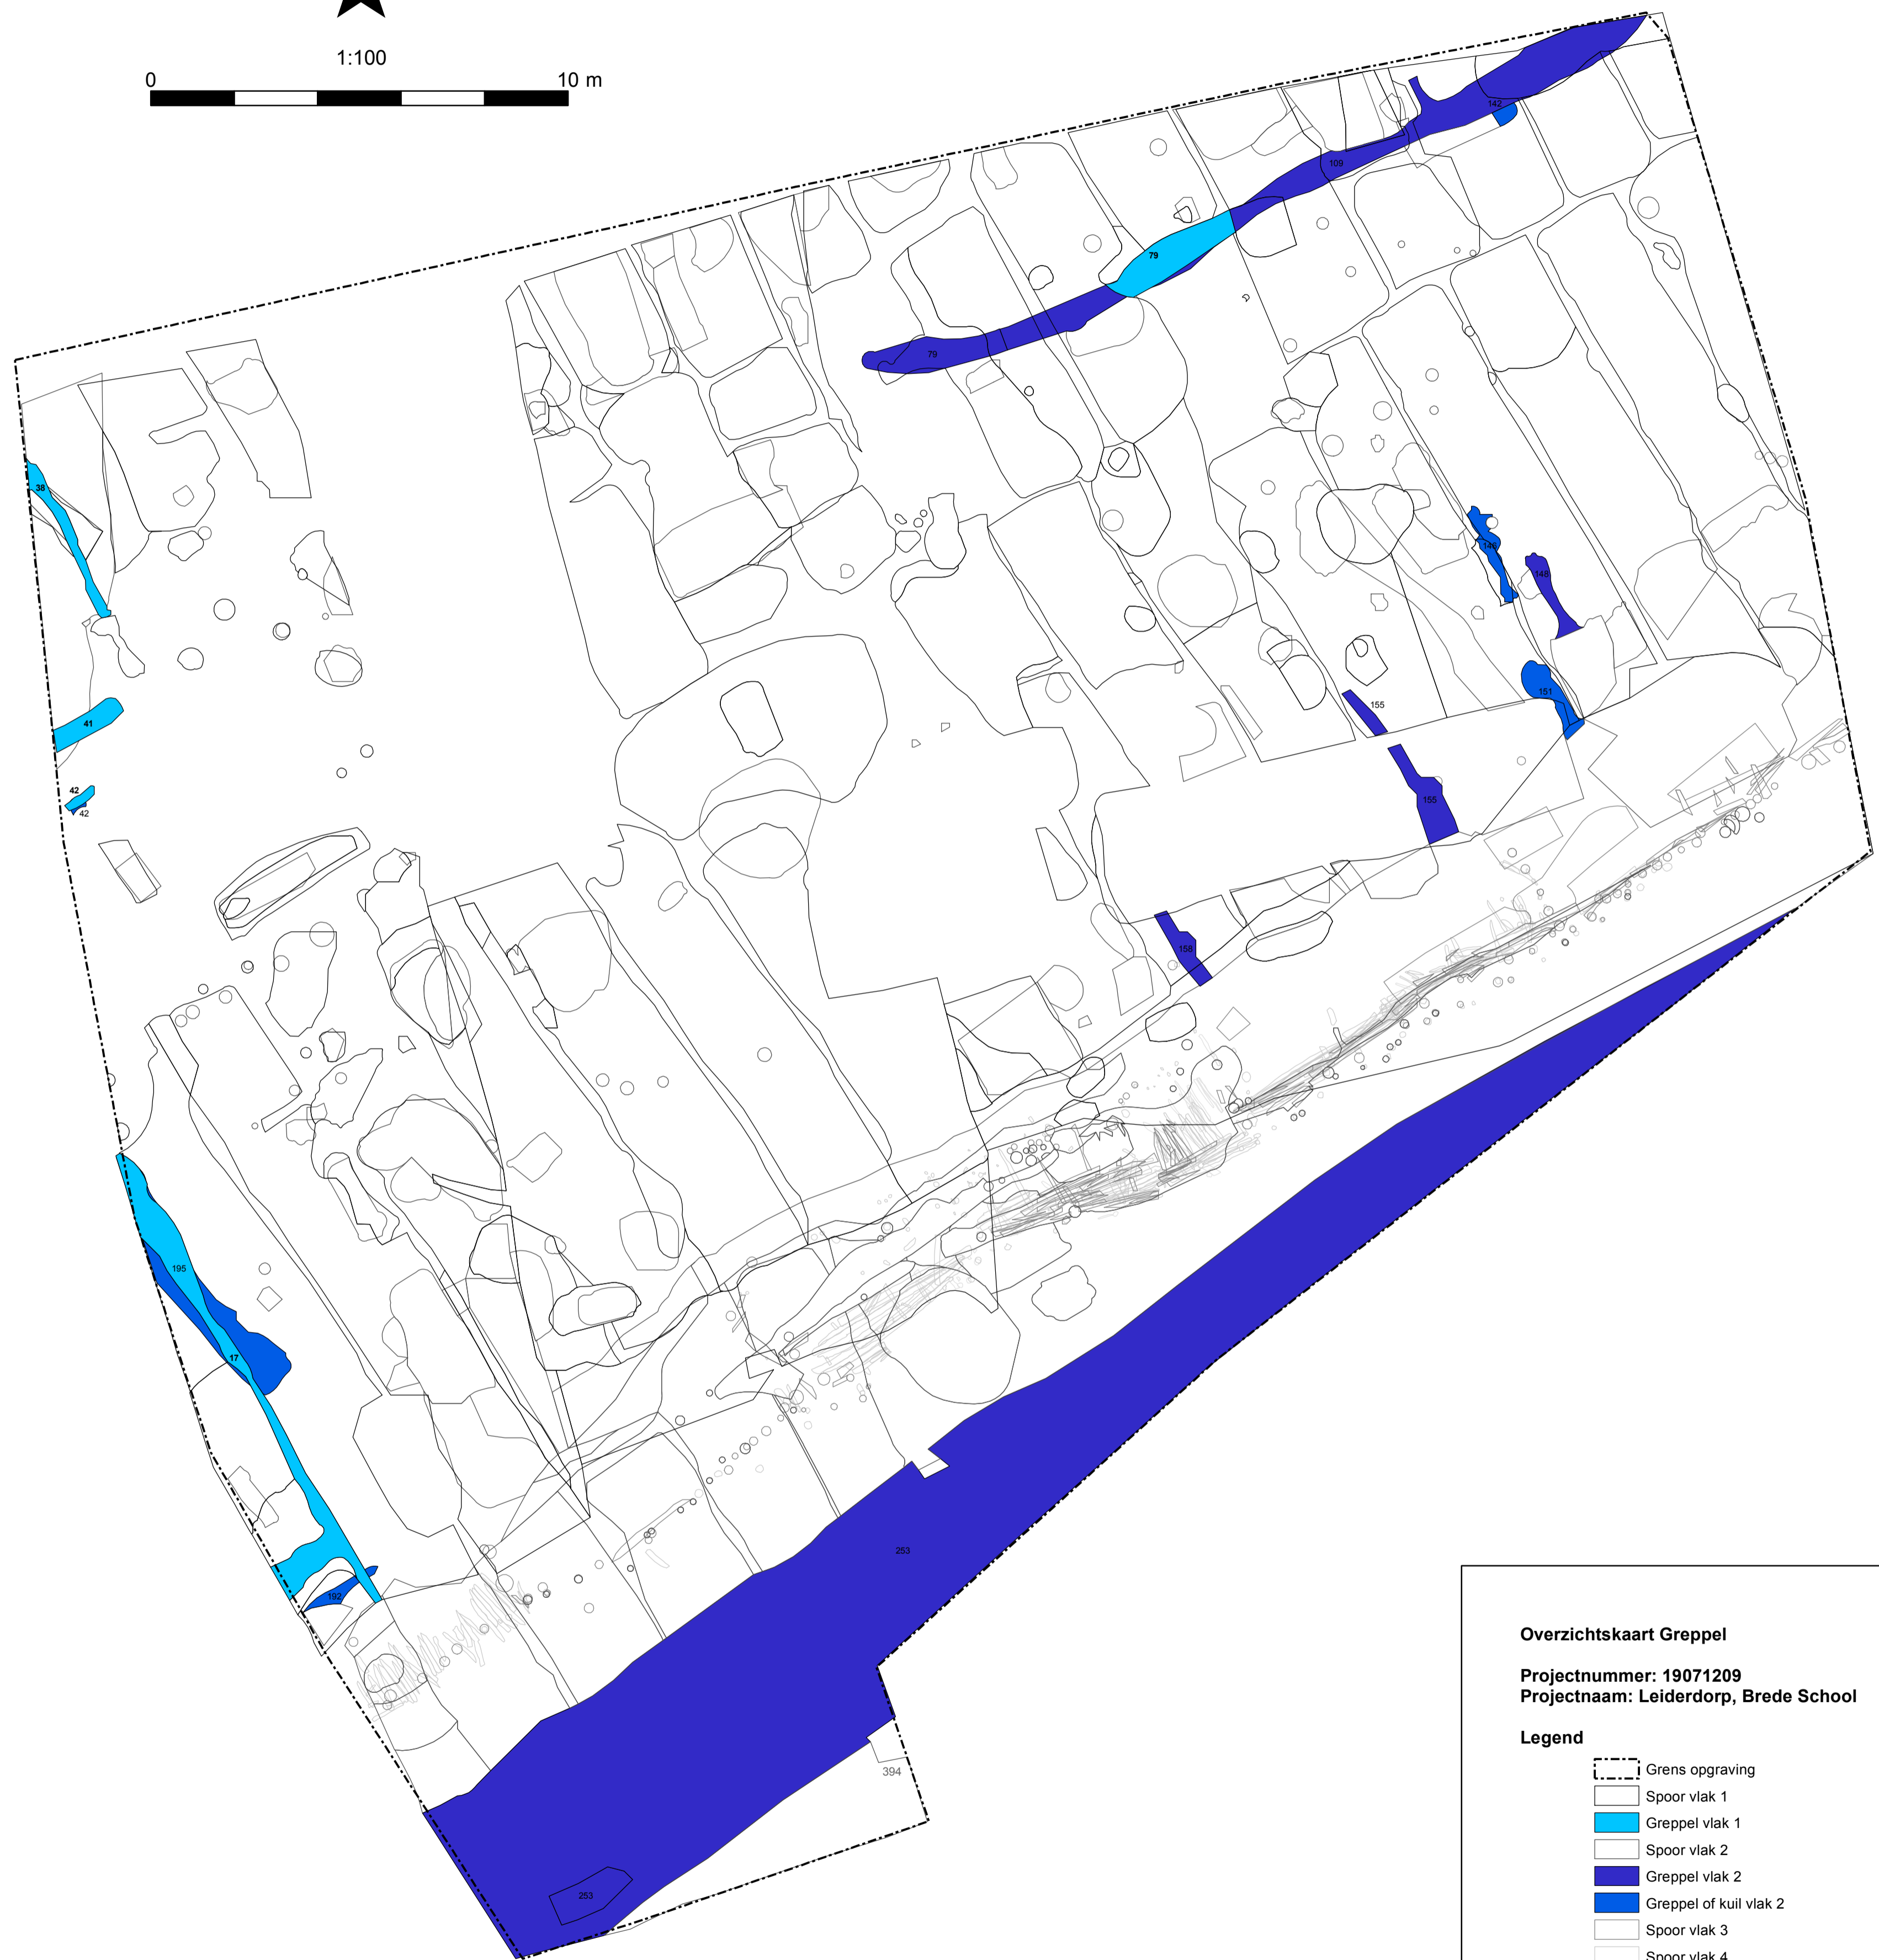 1:100
0 10 m
142
109
79
79
38
146
148
151
155
41
155
42
42
158
195
17
192
253
394
253
Overzichtskaart Greppel
Projectnummer: 19071209
Projectnaam: Leiderdorp, Brede School
Legend
Grens opgraving
Spoor vlak 1
Greppel vlak 1
Spoor vlak 2
Greppel vlak 2
Greppel of kuil vlak 2
Spoor vlak 3
Spoor vlak 4